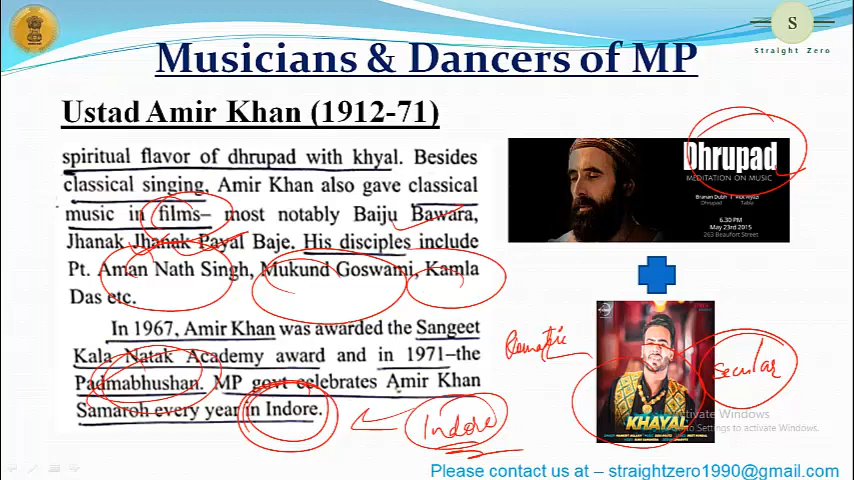 S
Straight Zero
Musicians & Dancers of MP
Ustad Amir Khan (1912-71)
spiritual flavor of dhrupad with khyal. Besides
classical singing, Amir Khan also gave classical
music in films– most notably Baiju Bawara,
Jhanak Jhanak Payal Baje. His disciples include
Pt. Aman Nath Singh, Mukund Goswami, Kamla
Das etc.
In 1967, Amir Khan was awarded the Sangeet
Kala Natak Academy award and in 1971–the
Padmabhushan. MP govt celebrates Amir Khan
Samaroh every year in Indore.
Dhrupad
MEDITATION ON MUSIC
Dhrupad
Tabla
6.30 PM
May 23rd 2015
263 Beaufort Street
Romantic
secular
KHAYAL
Indore
Activate Windows
Go to Settings to activate Windows.
Please contact us at – straightzero1990@gmail.com